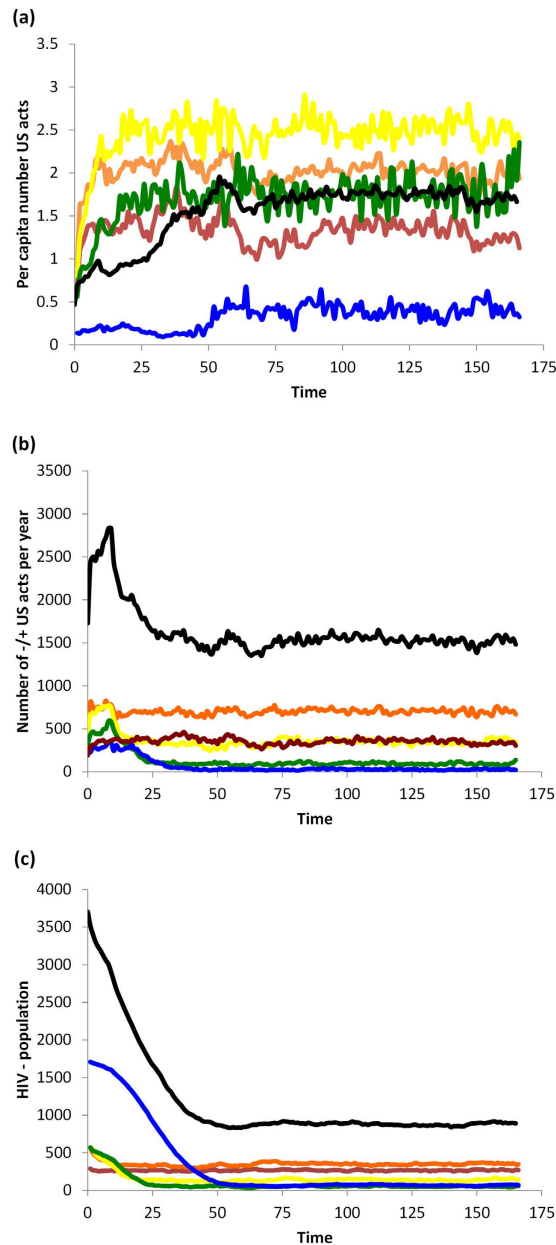 (a)
3.5
3
2.5
2
1.5
1
0.5
0
Per capita number US acts
0 25 50 75 100 125 150 175
Time
(b)
3500
3000
2500
2000
1500
1000
500
0
Number of -/+ US acts per year
0 25 50 75 100 125 150 175
Time
(c)
4000
3500
3000
2500
2000
1500
1000
500
0
HIV - population
0 25 50 75 100 125 150 175
Time